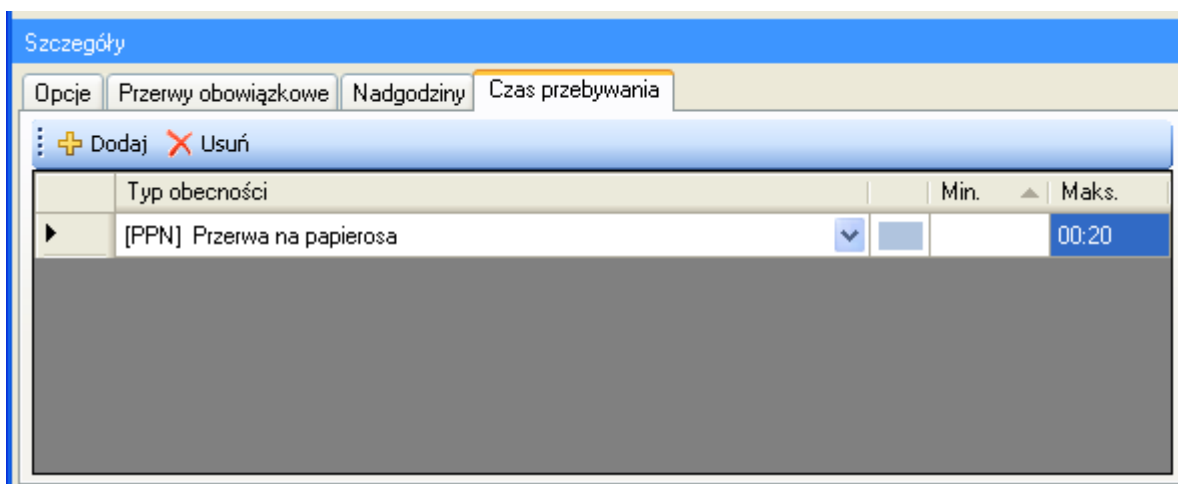 Szczegóły
Opcje Przerwy obowiązkowe Nadgodziny Czas przebywania
Dodaj Usuń
Typ obecności Min. Maks.
[PPN] Przerwa na papierosa 00:20